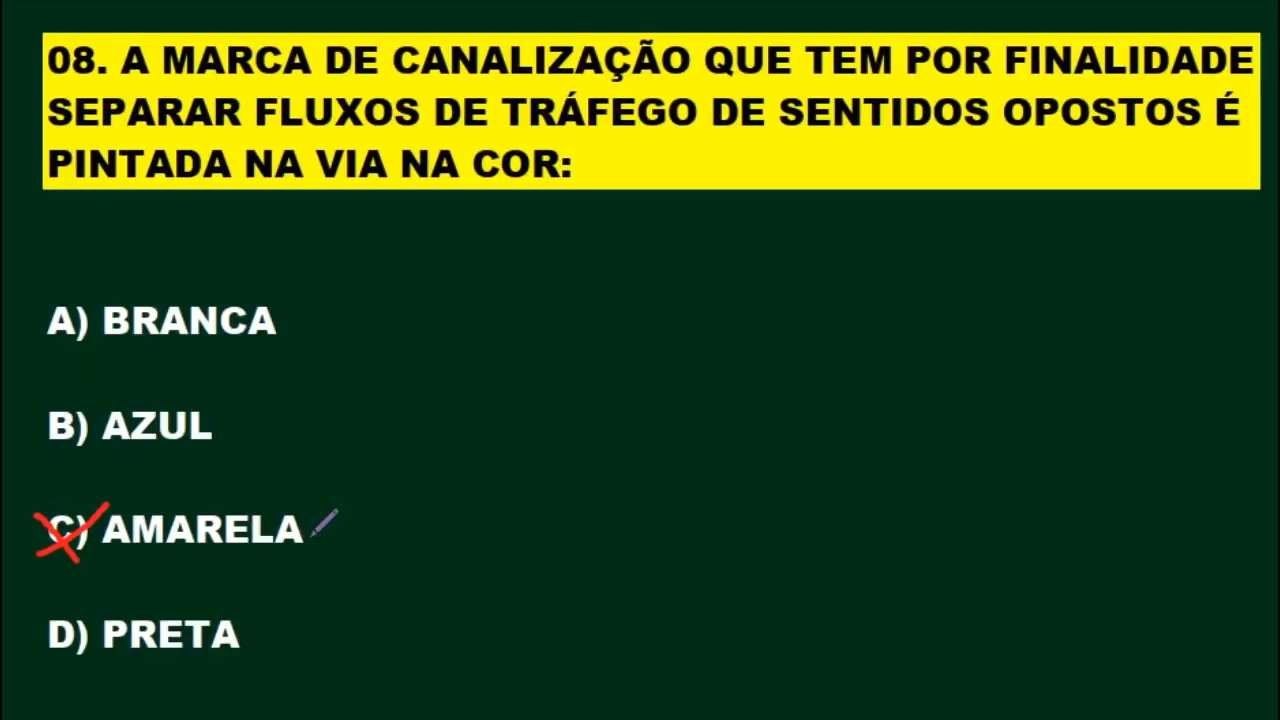 08. A MARCA DE CANALIZAÇÃO QUE TEM POR FINALIDADE
SEPARAR FLUXOS DE TRÁFEGO DE SENTIDOS OPOSTOS É
PINTADA NA VIA NA COR:
A) BRANCA
B) AZUL
C) AMARELA
D) PRETA